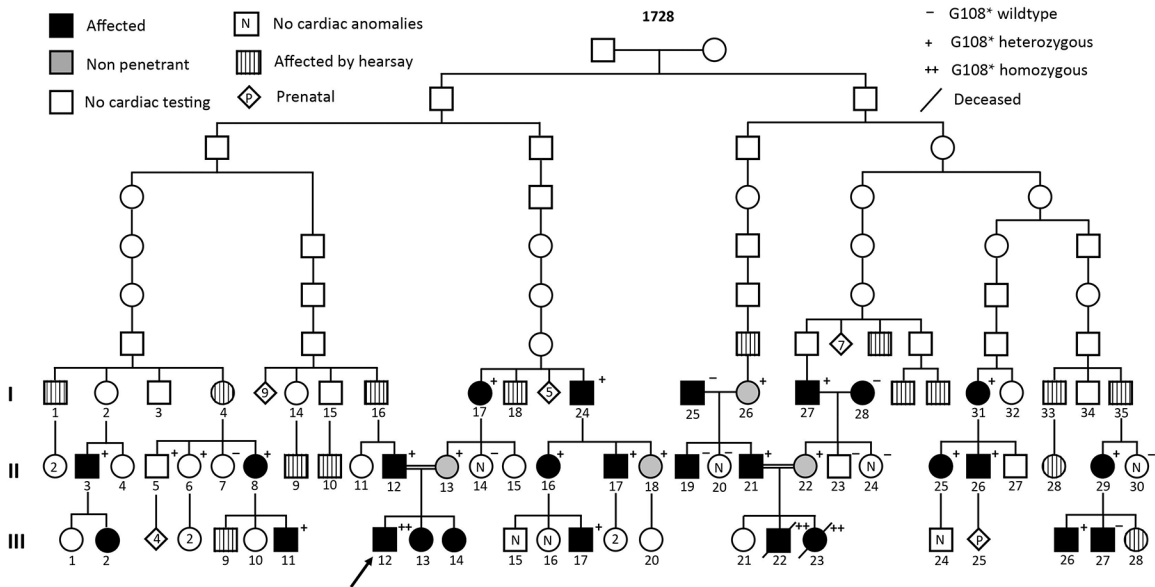 1728
Affected
Non penetrant
No cardiac testing
N No cardiac anomalies
Affected by hearsay
P Prenatal
− G108* wildtype
+ G108* heterozygous
++ G108* homozygous
Deceased
7
+ + − + + − +
I 9 5
1 2 3 4 14 15 16 17 18 24 25 26 27 28 31 32 33 34 35
+ + + − + + + − + + + − − + + − − + + + −
II 2 N N N N
3 4 5 6 7 8 9 10 11 12 13 14 15 16 17 18 19 20 21 22 23 24 25 26 27 28 29 30
+ ++ + ++ ++ + −
III 4 2 N N 2 N P
1 2 9 10 11 12 13 14 15 16 17 20 21 22 23 24 25 26 27 28